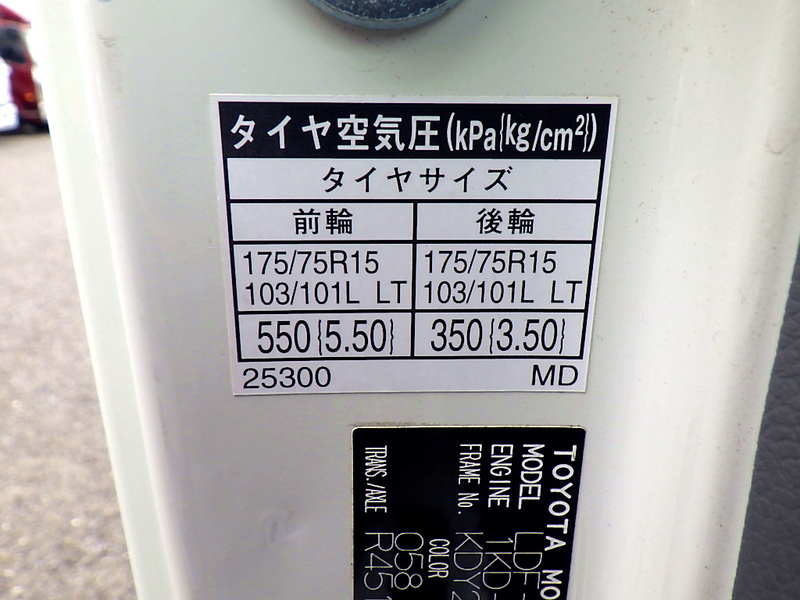 タイヤ空気圧(kPa{kg/cm²})
タイヤサイズ
前輪 後輪
175/75R15 175/75R15
103/101L LT 103/101L LT
550{5.50} 350{3.50}
25300 MD
TOYOTA
MODEL LDF-
ENGINE 1KD-
FRAME No. KDY2
COLOR
058
TRANS./AXLE R451